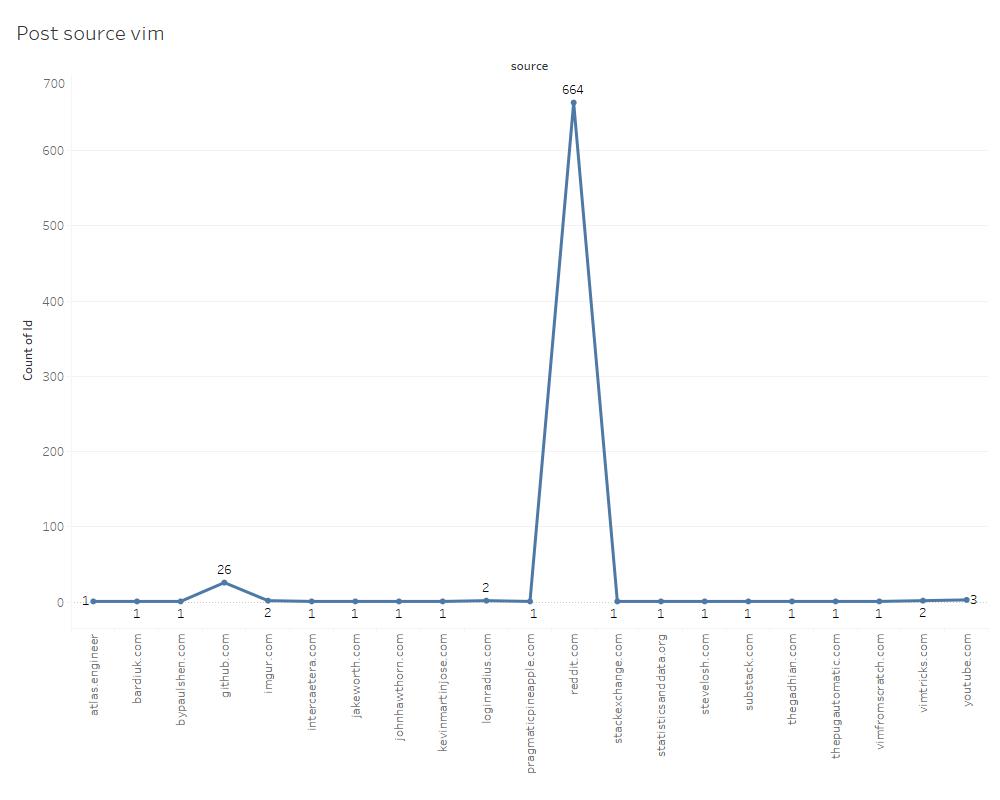 Post source vim
source
700
600
500
400
300
200
100
0
Count of Id
1
1
1
26
2
1
1
1
1
2
1
664
1
1
1
1
1
1
1
2
3
atlas.engineer
bardiuk.com
bypaulshen.com
github.com
imgur.com
intercaetera.com
jakeworth.com
johnhawthorn.com
kevinmartinjose.com
loginradius.com
pragmaticpineapple.com
reddit.com
stackexchange.com
statisticsanddata.org
stevelosh.com
substack.com
thegadhian.com
thepugautomatic.com
vimfromscratch.com
vimtricks.com
youtube.com